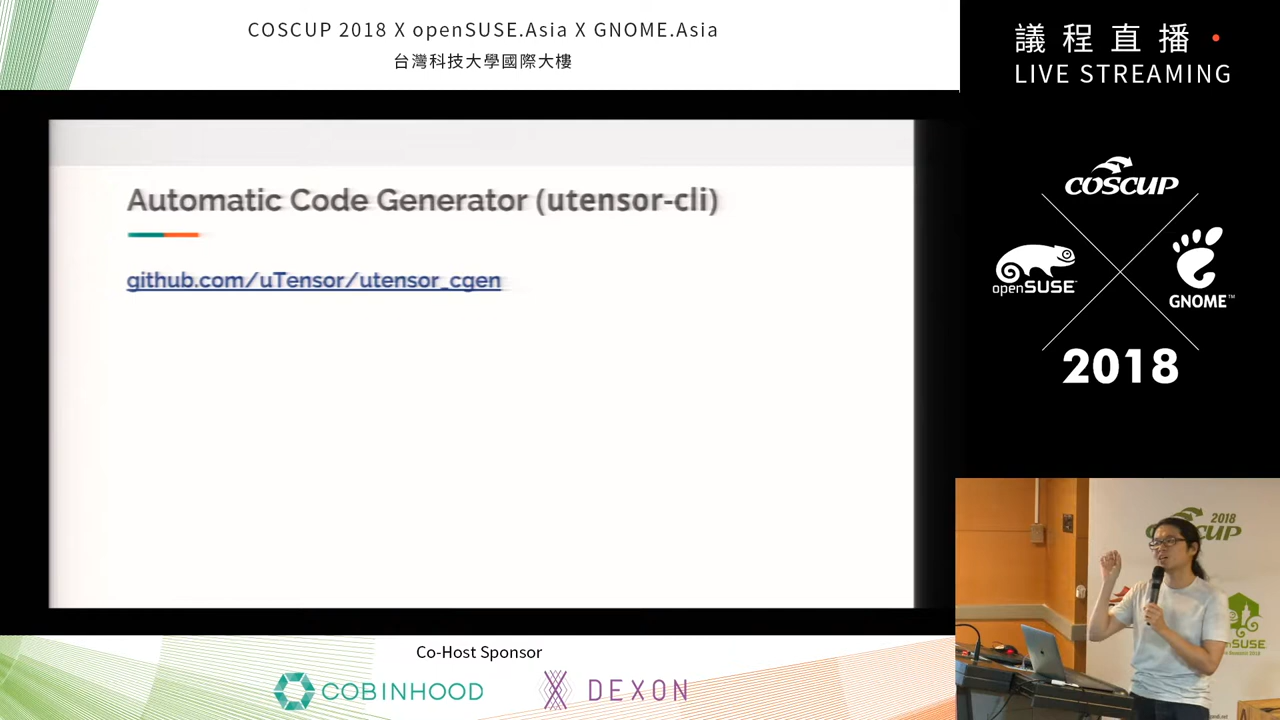 COSCUP 2018 X openSUSE.Asia X GNOME.Asia
台灣科技大學國際大樓
議程直播
LIVE STREAMING
Automatic Code Generator (utensor-cli)
github.com/uTensor/utensor_cgen
COSCUP
openSUSE
GNOME™
2018
2018
Co-Host Sponsor
COBINHOOD
DEXON